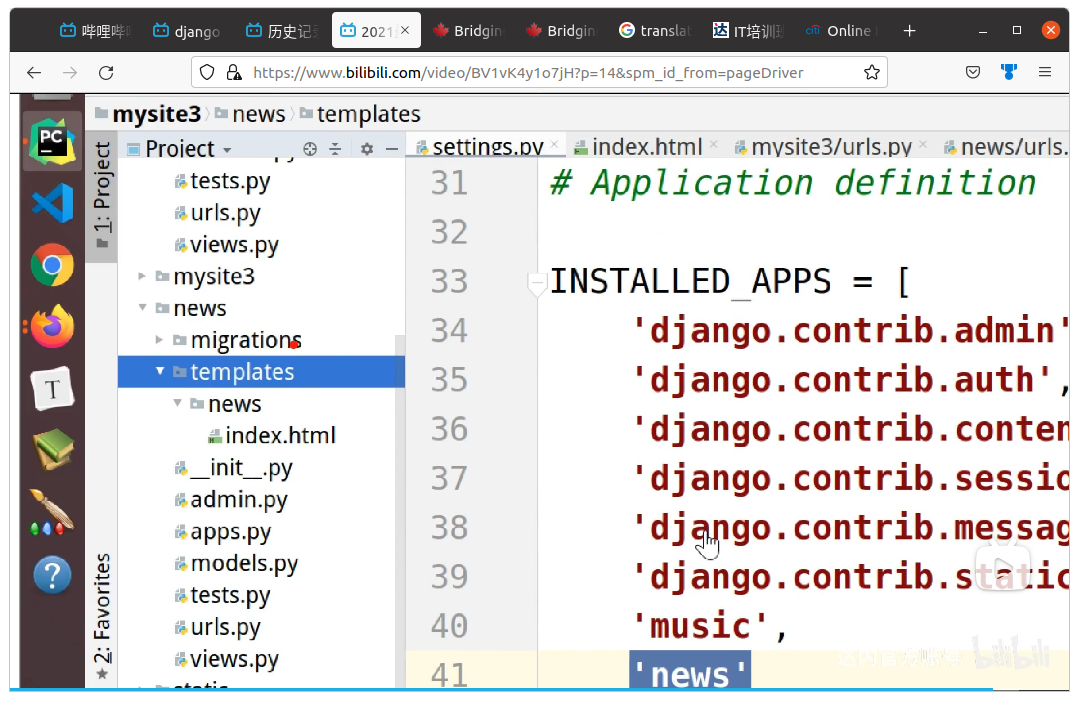 哔哩哔
django
历史记
2021
Bridgin
Bridgin
translat
IT培训
citi Online
https://www.bilibili.com/video/BV1vK4y1o7jH?p=14&spm_id_from=pageDriver
mysite3 news templates
1: Project
2: Favorites
Project
tests.py
urls.py
views.py
mysite3
news
migrations
templates
news
index.html
__init__.py
admin.py
apps.py
models.py
tests.py
urls.py
views.py
static
settings.py index.html mysite3/urls.py news/urls.
31 # Application definition
32
33 INSTALLED_APPS = [
34 'django.contrib.admin'
35 'django.contrib.auth',
36 'django.contrib.conten
37 'django.contrib.sessio
38 'django.contrib.messag
39 'django.contrib.static
40 'music',
41 'news'
PC
T
?
bilibili